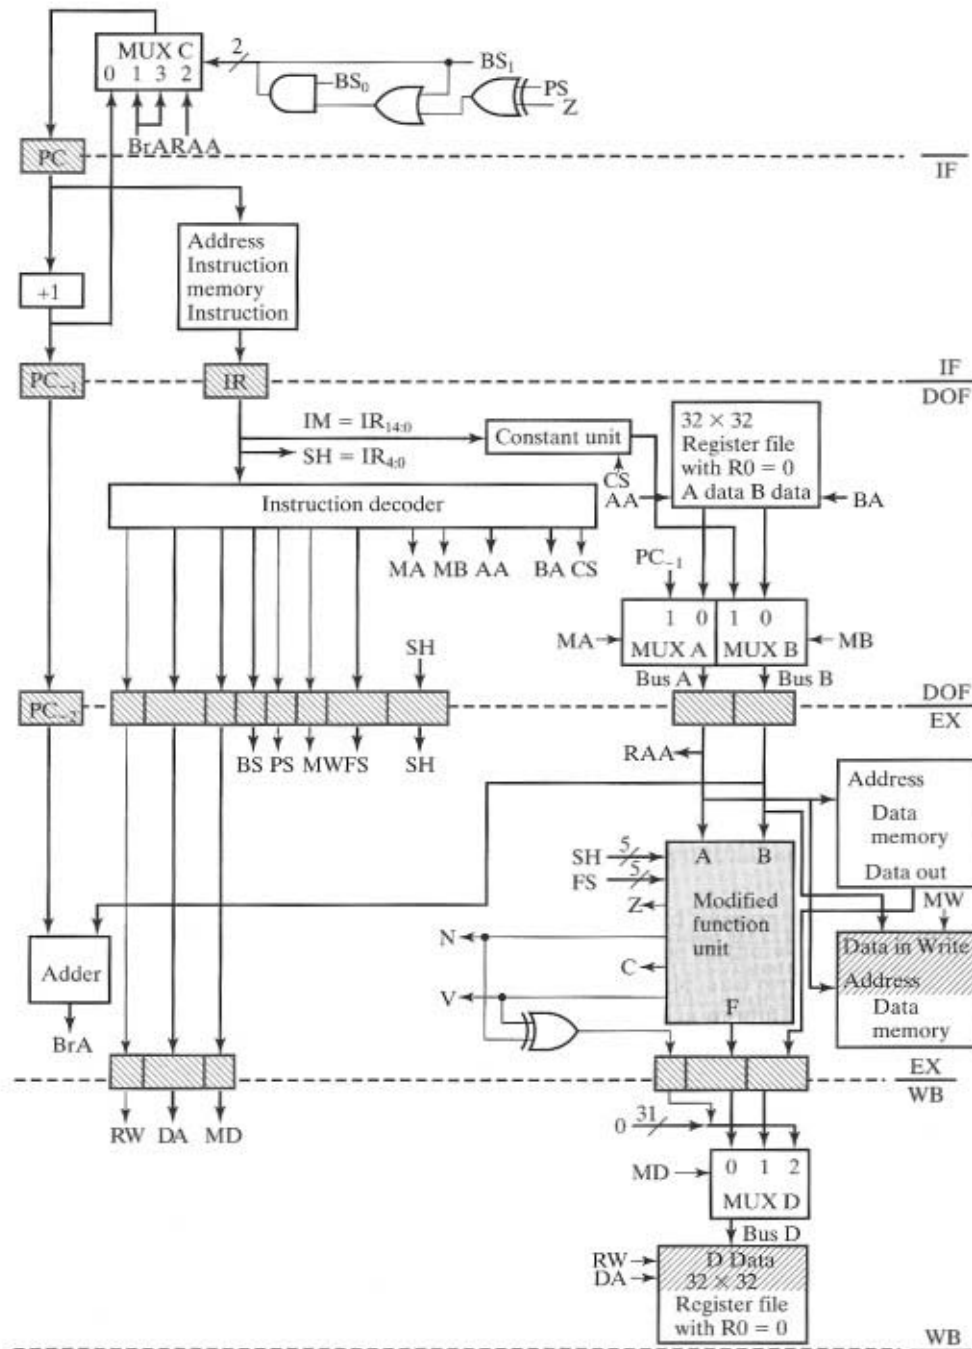 MUX C
0 1 3 2
2
BS₁
BS₀
PS
Z
BrA RAA
PC
IF
Address
Instruction
memory
Instruction
+1
PC₋₁
IR
IF
DOF
IM = IR₁₄:₀
SH = IR₄:₀
Constant unit
CS
32 × 32
Register file
with R0 = 0
A data B data
AA
BA
Instruction decoder
MA MB AA BA CS
PC₋₁
1 0 1 0
MA
MUX A
MUX B
MB
SH
Bus A
Bus B
PC₋₂
DOF
EX
BS PS MW FS SH
RAA
Address
Data
memory
Data out
MW
SH 5
FS 5
A B
Modified
function
unit
F
Z
N
C
V
Data in Write
Address
Data
memory
Adder
BrA
EX
WB
RW DA MD
0 31
MD
0 1 2
MUX D
Bus D
RW
DA
D Data
32 × 32
Register file
with R0 = 0
WB